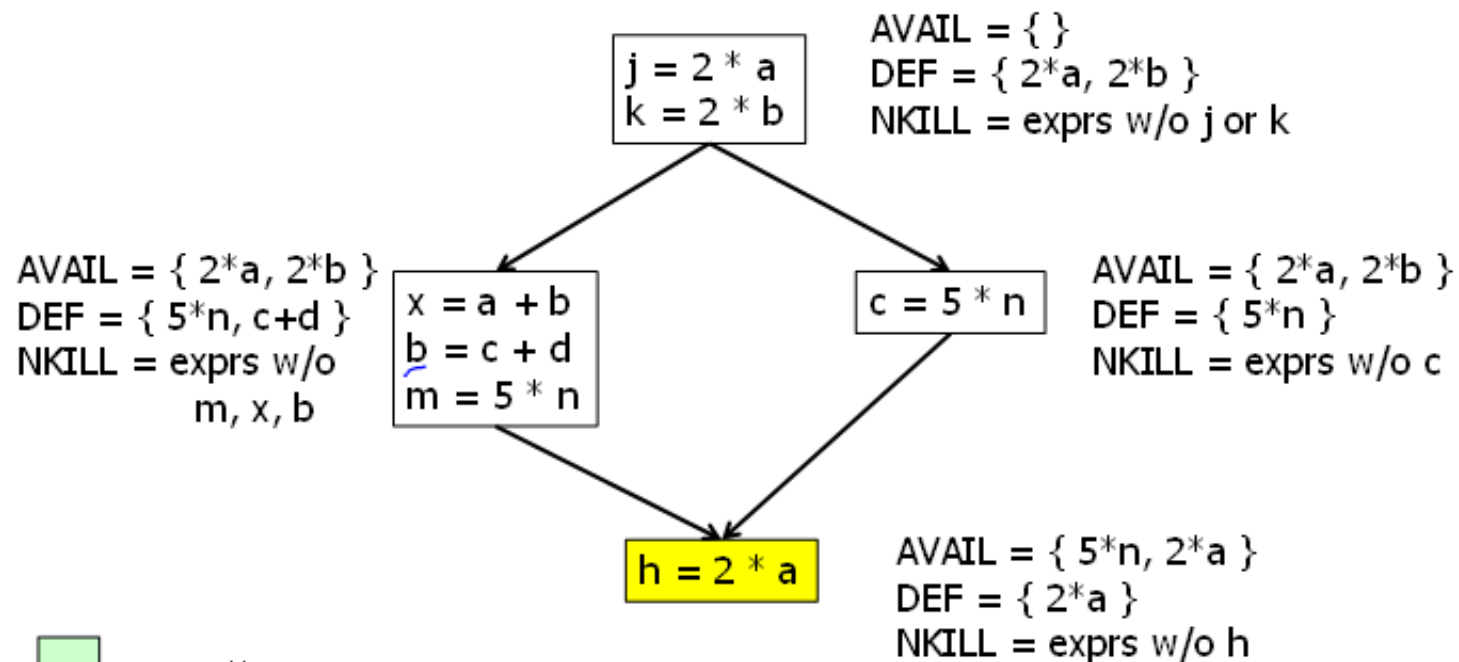 j = 2 * a
k = 2 * b
AVAIL = { }
DEF = { 2*a, 2*b }
NKILL = exprs w/o j or k
AVAIL = { 2*a, 2*b }
DEF = { 5*n, c+d }
NKILL = exprs w/o
m, x, b
x = a + b
b = c + d
m = 5 * n
c = 5 * n
AVAIL = { 2*a, 2*b }
DEF = { 5*n }
NKILL = exprs w/o c
h = 2 * a
AVAIL = { 5*n, 2*a }
DEF = { 2*a }
NKILL = exprs w/o h